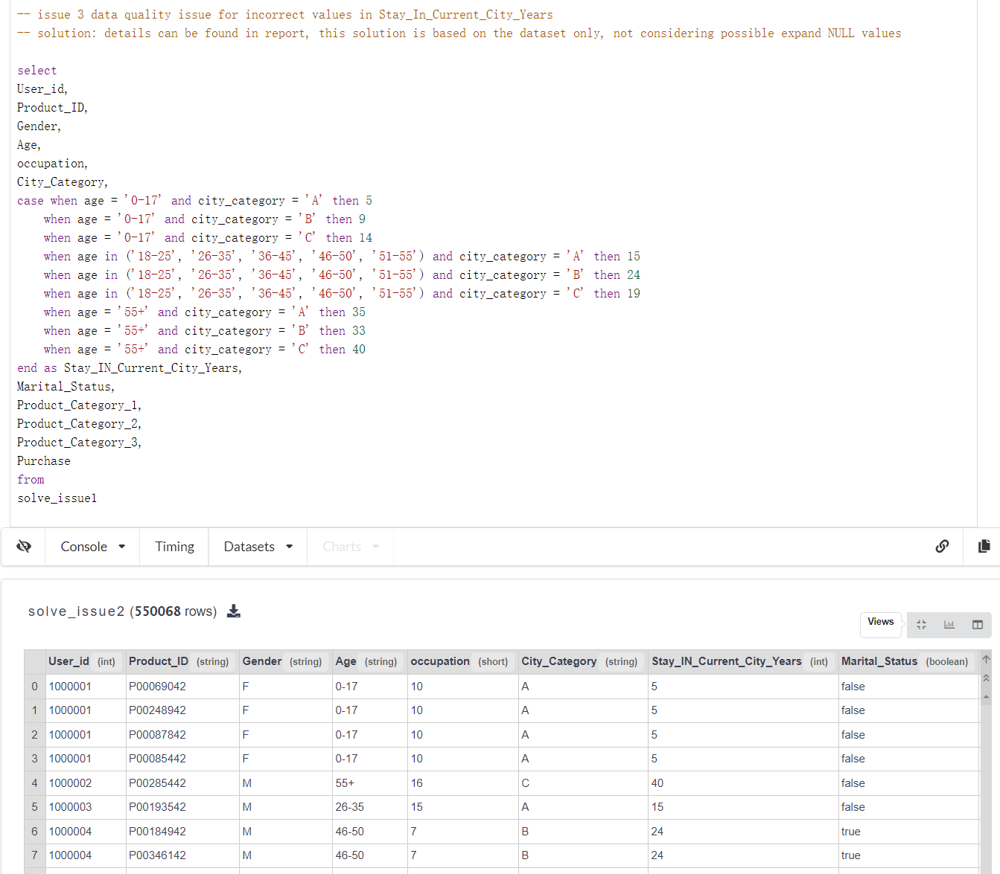 -- issue 3 data quality issue for incorrect values in Stay_In_Current_City_Years
-- solution: details can be found in report, this solution is based on the dataset only, not considering possible expand NULL values
select
User_id,
Product_ID,
Gender,
Age,
occupation,
City_Category,
case when age = '0-17' and city_category = 'A' then 5
when age = '0-17' and city_category = 'B' then 9
when age = '0-17' and city_category = 'C' then 14
when age in ('18-25', '26-35', '36-45', '46-50', '51-55') and city_category = 'A' then 15
when age in ('18-25', '26-35', '36-45', '46-50', '51-55') and city_category = 'B' then 24
when age in ('18-25', '26-35', '36-45', '46-50', '51-55') and city_category = 'C' then 19
when age = '55+' and city_category = 'A' then 35
when age = '55+' and city_category = 'B' then 33
when age = '55+' and city_category = 'C' then 40
end as Stay_IN_Current_City_Years,
Marital_Status,
Product_Category_1,
Product_Category_2,
Product_Category_3,
Purchase
from
solve_issue1
Console Timing Datasets Charts
solve_issue2 (550068 rows)
Views
User_id (int) Product_ID (string) Gender (string) Age (string) occupation (short) City_Category (string) Stay_IN_Current_City_Years (int) Marital_Status (boolean)
0 1000001 P00069042 F 0-17 10 A 5 false
1 1000001 P00248942 F 0-17 10 A 5 false
2 1000001 P00087842 F 0-17 10 A 5 false
3 1000001 P00085442 F 0-17 10 A 5 false
4 1000002 P00285442 M 55+ 16 C 40 false
5 1000003 P00193542 M 26-35 15 A 15 false
6 1000004 P00184942 M 46-50 7 B 24 true
7 1000004 P00346142 M 46-50 7 B 24 true